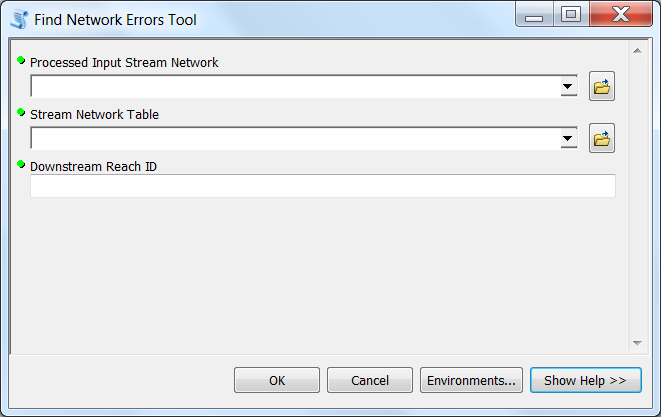 Find Network Errors Tool
Processed Input Stream Network
Stream Network Table
Downstream Reach ID
OK Cancel Environments... Show Help >>